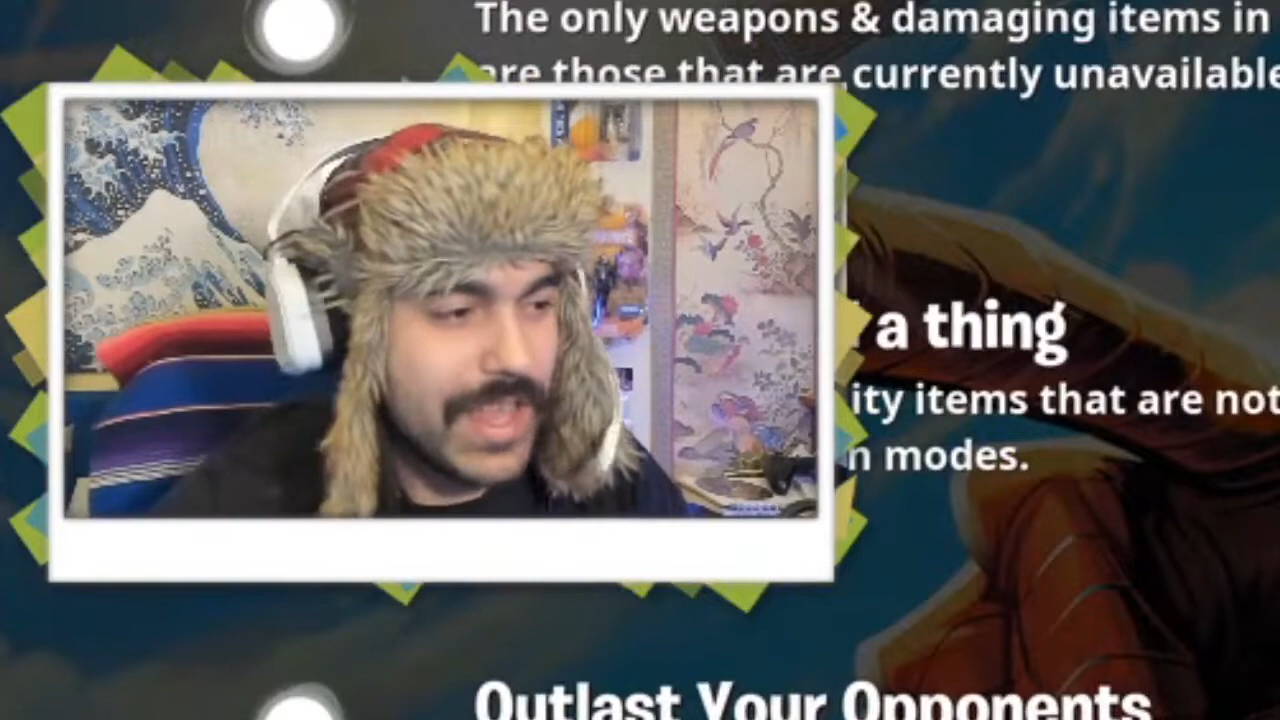 The only weapons & damaging items in
are those that are currently unavailable
a thing
ity items that are not
n modes.
Outlast Your Opponents